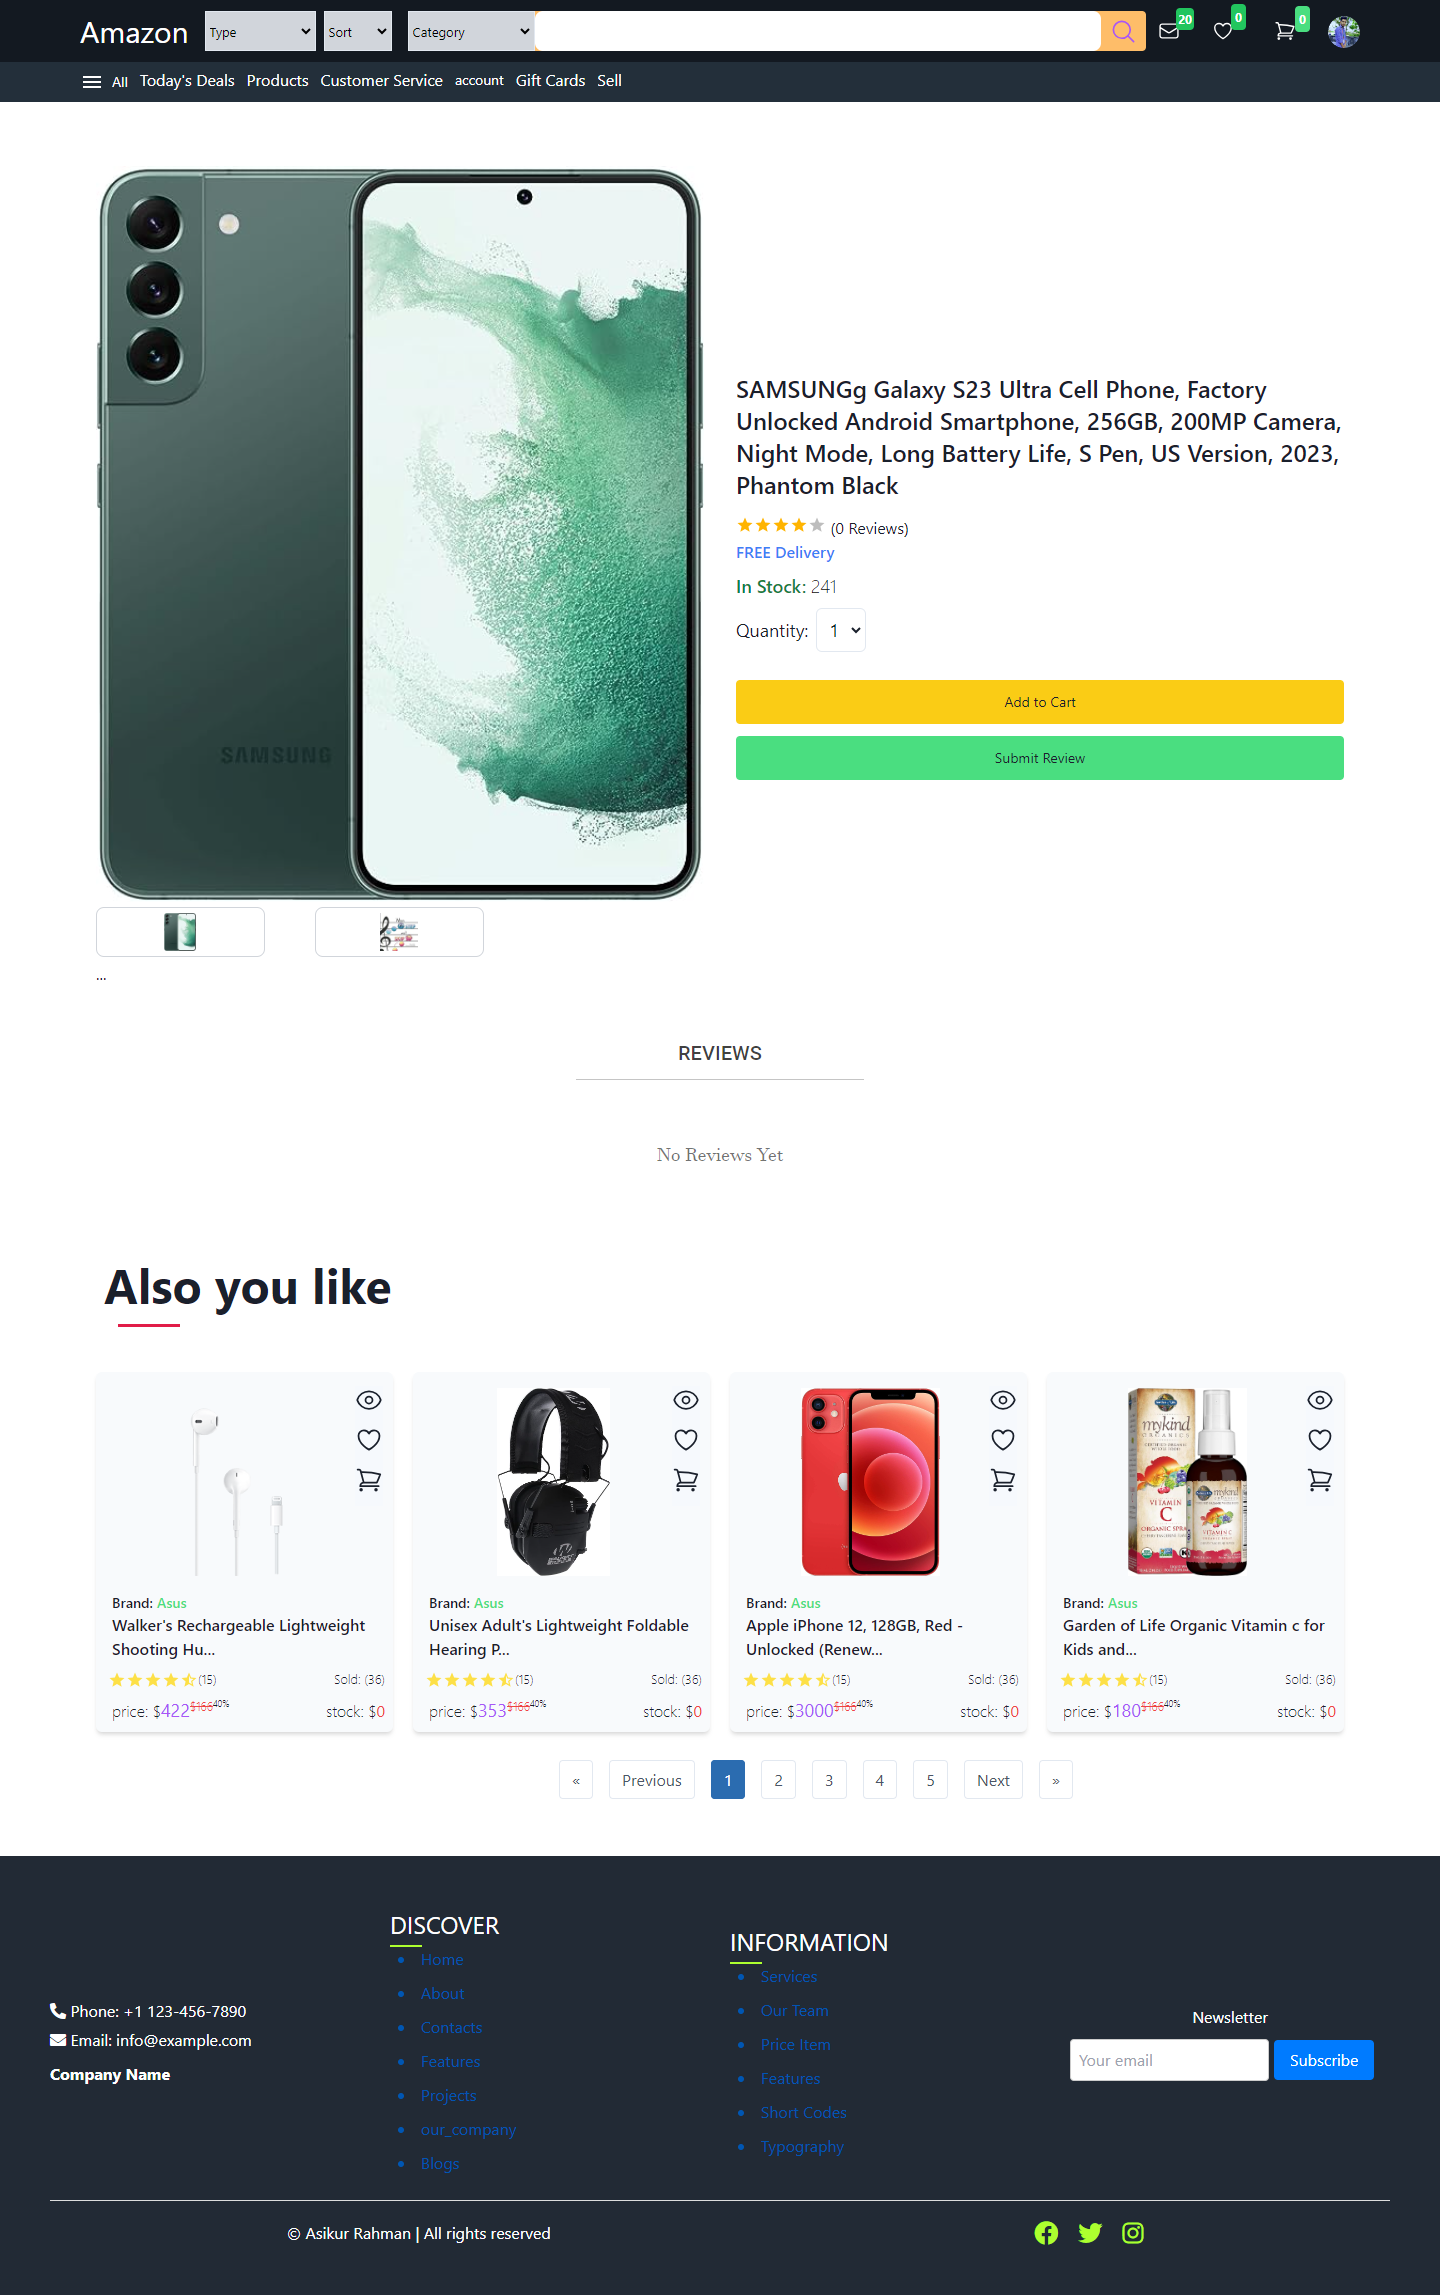 Amazon
Type
Sort
Category
20
0
0
All
Today's Deals
Products
Customer Service
account
Gift Cards
Sell
SAMSUNG
SAMSUNGg Galaxy S23 Ultra Cell Phone, Factory
Unlocked Android Smartphone, 256GB, 200MP Camera,
Night Mode, Long Battery Life, S Pen, US Version, 2023,
Phantom Black
(0 Reviews)
FREE Delivery
In Stock: 241
Quantity: 1
Add to Cart
Submit Review
...
REVIEWS
No Reviews Yet
Also you like
Brand: Asus
Walker's Rechargeable Lightweight
Shooting Hu...
(15)
Sold: (36)
price: $422$166 40%
stock: $0
Brand: Asus
Unisex Adult's Lightweight Foldable
Hearing P...
(15)
Sold: (36)
price: $353$166 40%
stock: $0
Brand: Asus
Apple iPhone 12, 128GB, Red -
Unlocked (Renew...
(15)
Sold: (36)
price: $3000$166 40%
stock: $0
mykind
ORGANICS
VITAMIN
C
ORGANIC SPRAY
mykind
VITAMIN C
Brand: Asus
Garden of Life Organic Vitamin c for
Kids and...
(15)
Sold: (36)
price: $180$166 40%
stock: $0
«
Previous
1
2
3
4
5
Next
»
Phone: +1 123-456-7890
Email: info@example.com
Company Name
DISCOVER
Home
About
Contacts
Features
Projects
our_company
Blogs
INFORMATION
Services
Our Team
Price Item
Features
Short Codes
Typography
Newsletter
Your email
Subscribe
© Asikur Rahman | All rights reserved